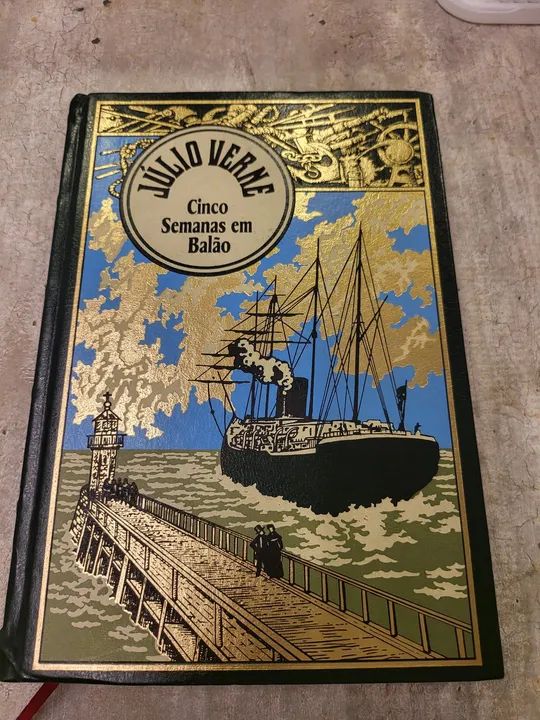 JÚLIO VERNE
Cinco
Semanas em
Balão